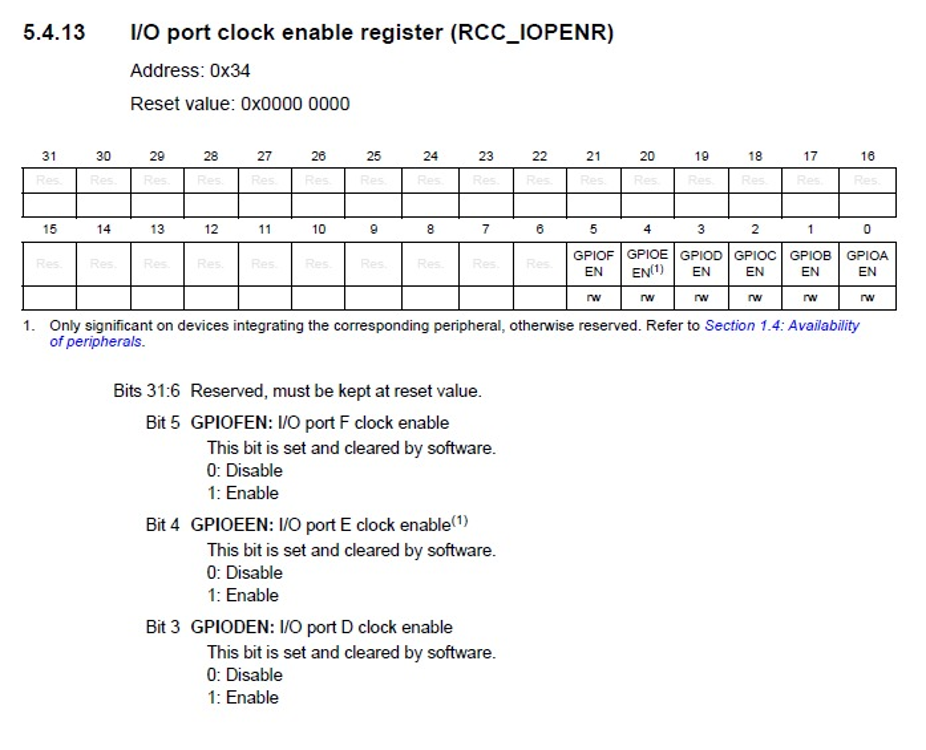 5.4.13 I/O port clock enable register (RCC_IOPENR)
Address: 0x34
Reset value: 0x0000 0000
31 30 29 28 27 26 25 24 23 22 21 20 19 18 17 16
Res. Res. Res. Res. Res. Res. Res. Res. Res. Res. Res. Res. Res. Res. Res. Res.
15 14 13 12 11 10 9 8 7 6 5 4 3 2 1 0
Res. Res. Res. Res. Res. Res. Res. Res. Res. Res. GPIOF EN GPIOE EN(1) GPIOD EN GPIOC EN GPIOB EN GPIOA EN
rw rw rw rw rw rw
1. Only significant on devices integrating the corresponding peripheral, otherwise reserved. Refer to Section 1.4: Availability
of peripherals.
Bits 31:6 Reserved, must be kept at reset value.
Bit 5 GPIOFEN: I/O port F clock enable
This bit is set and cleared by software.
0: Disable
1: Enable
Bit 4 GPIOEEN: I/O port E clock enable(1)
This bit is set and cleared by software.
0: Disable
1: Enable
Bit 3 GPIODEN: I/O port D clock enable
This bit is set and cleared by software.
0: Disable
1: Enable